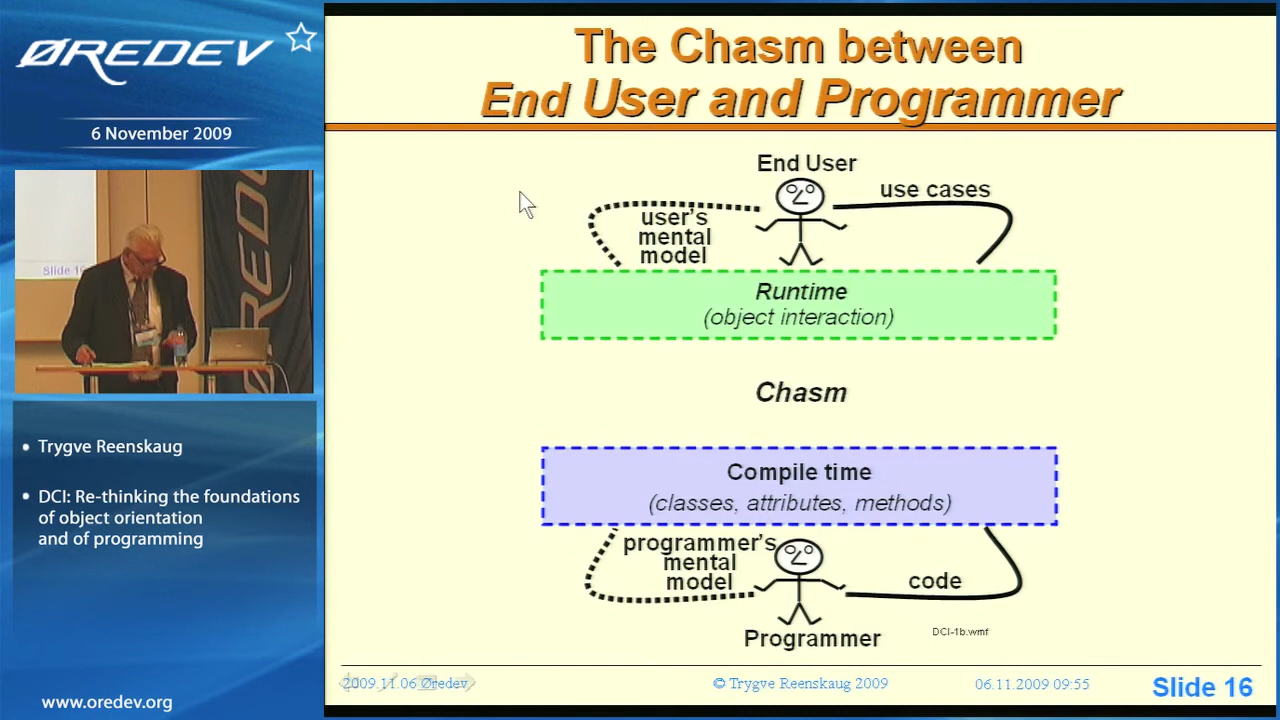 ØREDEV
6 November 2009
Slide 16
• Trygve Reenskaug
• DCI: Re-thinking the foundations
of object orientation
and of programming
www.oredev.org
The Chasm between
End User and Programmer
End User
use cases
user's
mental
model
Runtime
(object interaction)
Chasm
Compile time
(classes, attributes, methods)
programmer's
mental
model
code
Programmer
DCI-1b.wmf
2009.11.06 Øredev
© Trygve Reenskaug 2009
06.11.2009 09:55
Slide 16